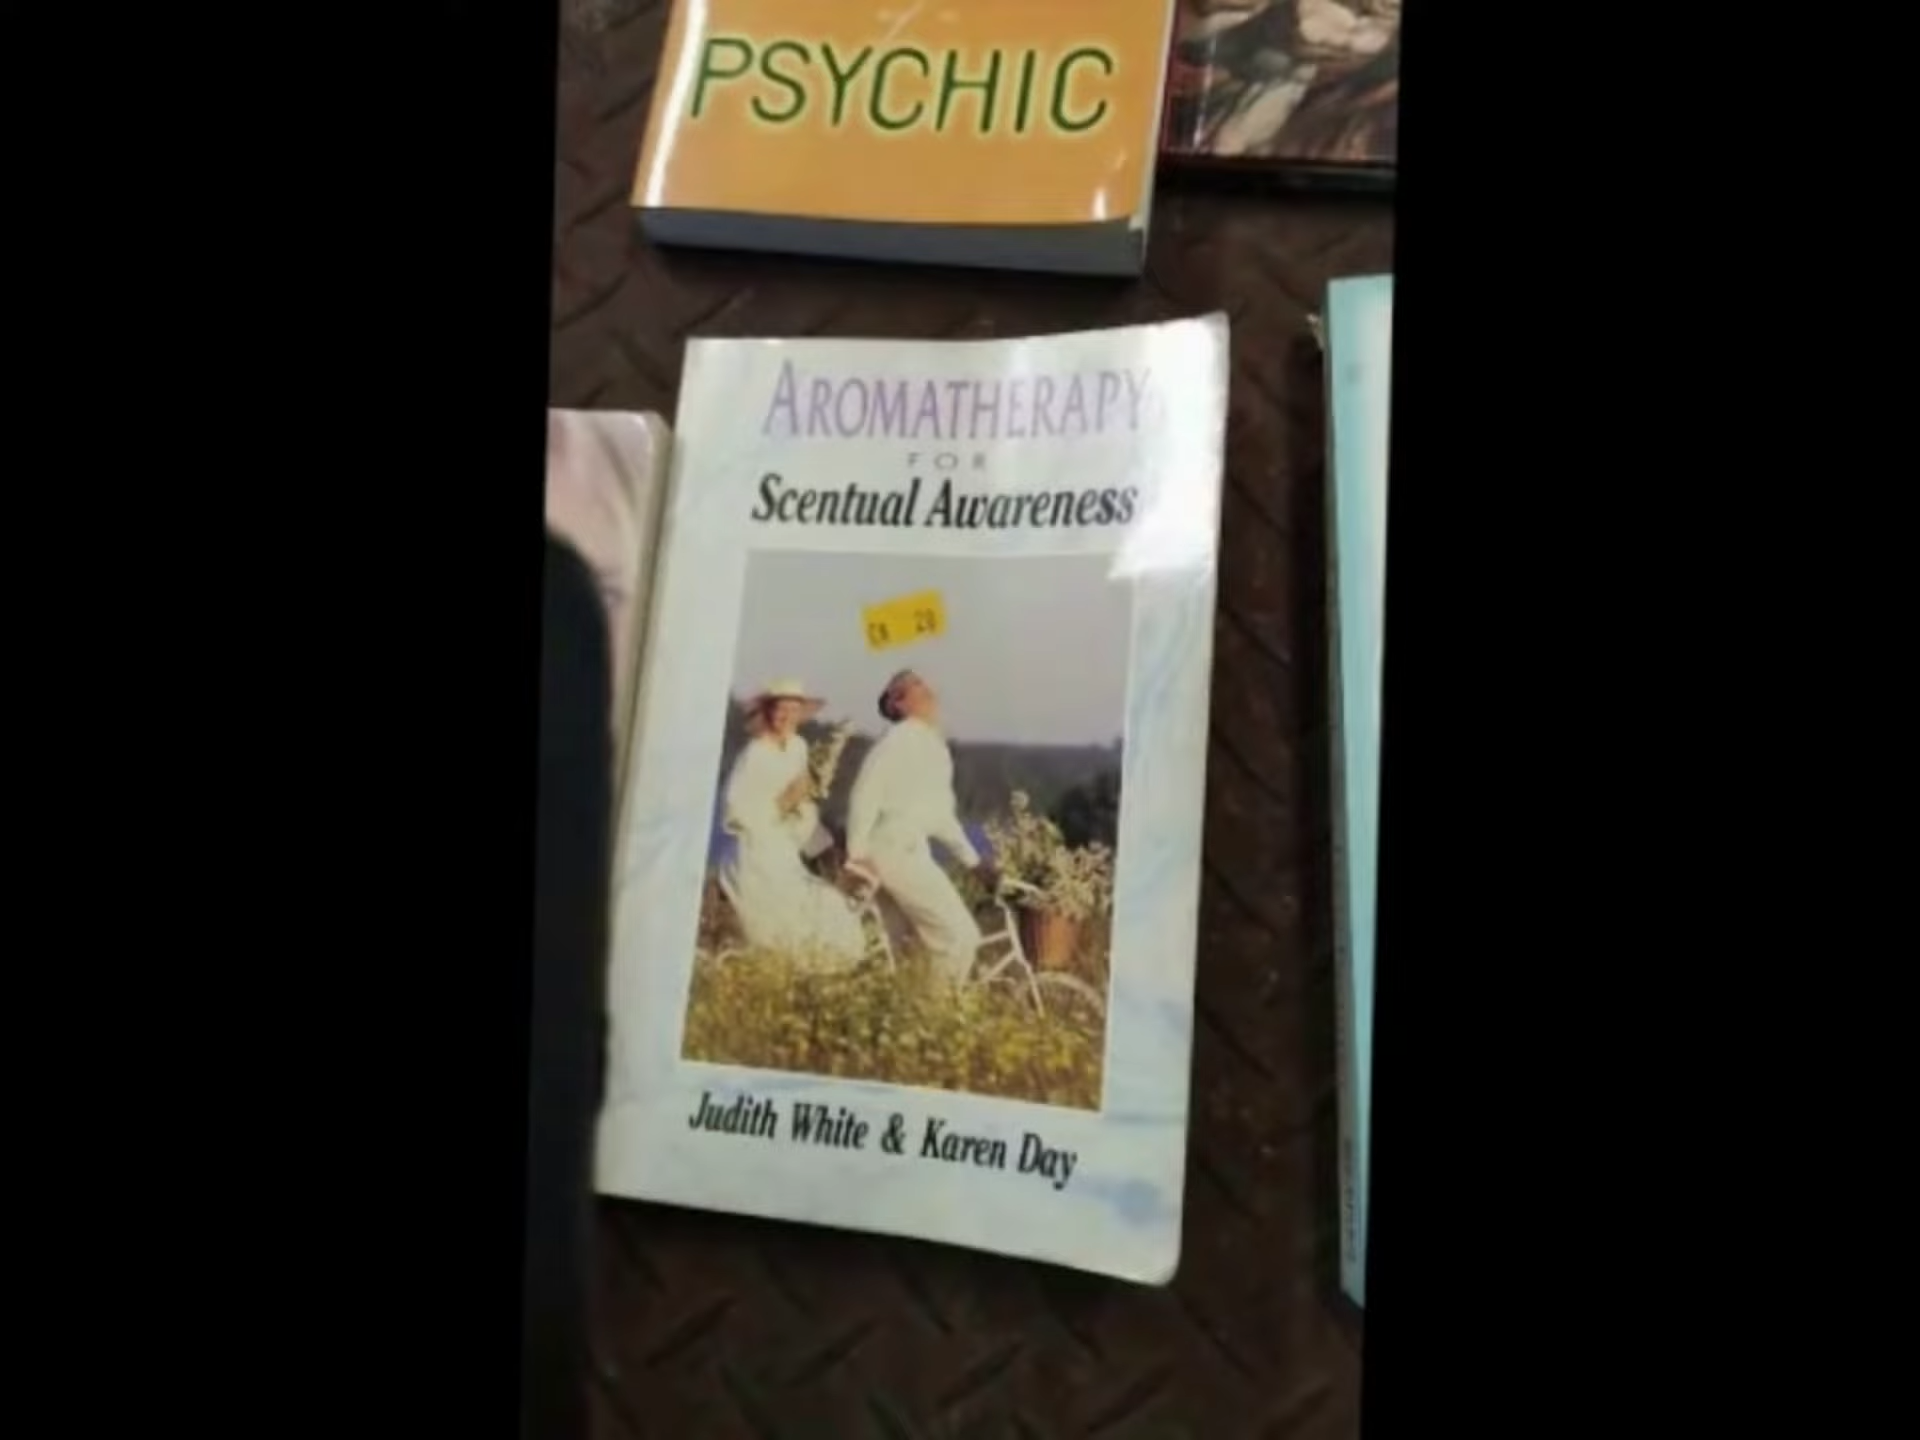 PSYCHIC
AROMATHERAPY
FOR
Scentual Awareness
Judith White & Karen Day